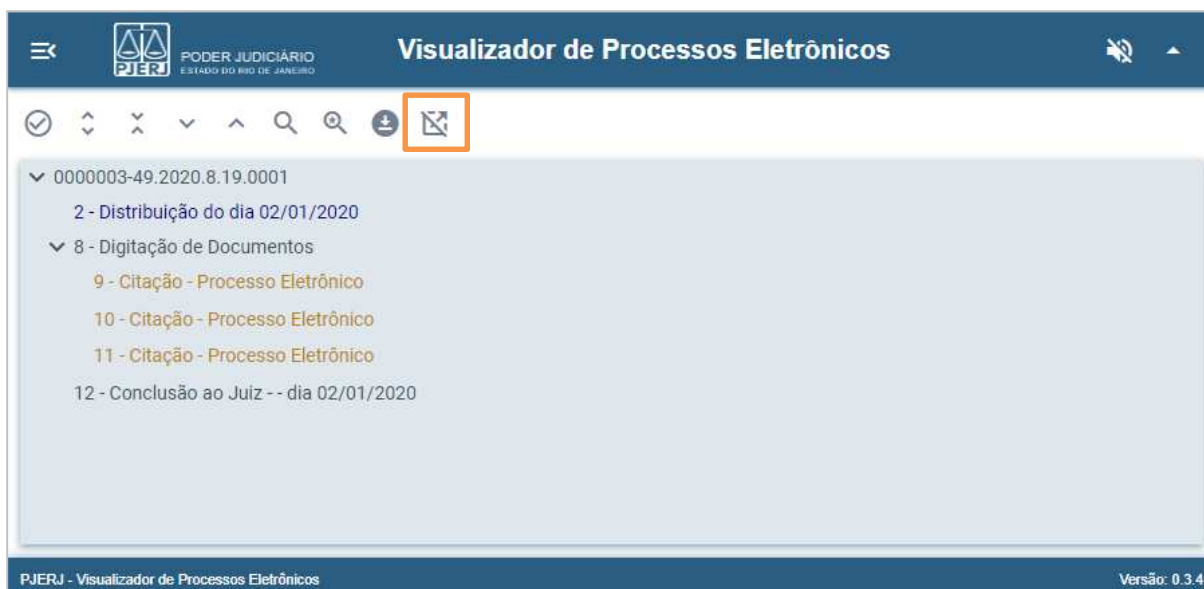 PJERJ
PODER JUDICIÁRIO
ESTADO DO RIO DE JANEIRO
Visualizador de Processos Eletrônicos
0000003-49.2020.8.19.0001
2 - Distribuição do dia 02/01/2020
8 - Digitação de Documentos
9 - Citação - Processo Eletrônico
10 - Citação - Processo Eletrônico
11 - Citação - Processo Eletrônico
12 - Conclusão ao Juiz - - dia 02/01/2020
PJERJ - Visualizador de Processos Eletrônicos Versão: 0.3.4